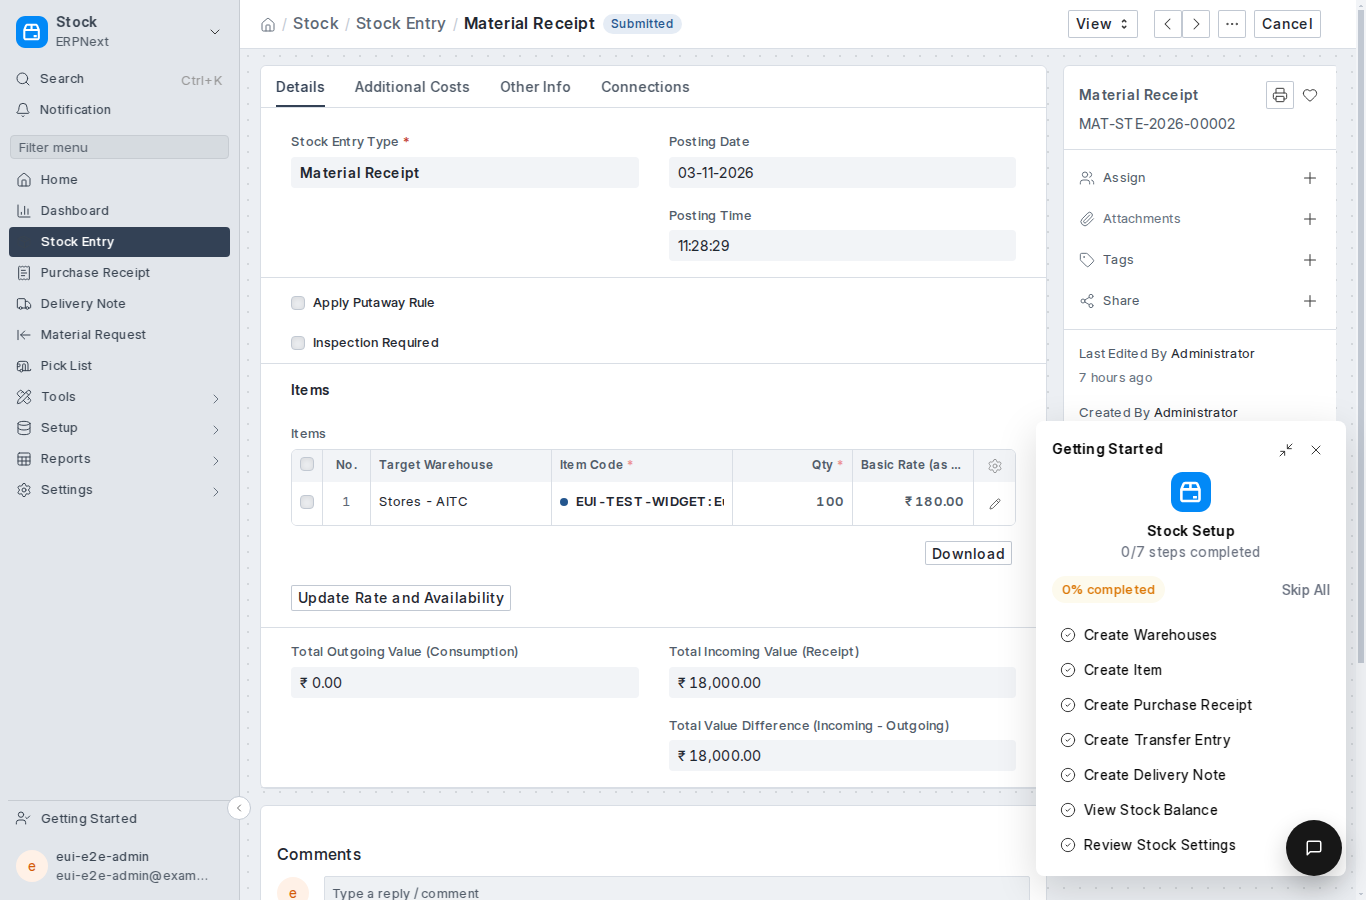 Stock
ERPNext
Search
Ctrl+K
Notification
Filter menu
Home
Dashboard
Stock Entry
Purchase Receipt
Delivery Note
Material Request
Pick List
Tools
Setup
Reports
Settings
Getting Started
e
eui-e2e-admin
eui-e2e-admin@exam...
/ Stock / Stock Entry / Material Receipt Submitted
View
...
Cancel
Details
Additional Costs
Other Info
Connections
Stock Entry Type *
Material Receipt
Posting Date
03-11-2026
Posting Time
11:28:29
Apply Putaway Rule
Inspection Required
Items
Items
No. Target Warehouse Item Code * Qty * Basic Rate (as ...
1 Stores - AITC EUI-TEST-WIDGET: 100 ₹ 180.00
Download
Update Rate and Availability
Total Outgoing Value (Consumption)
₹ 0.00
Total Incoming Value (Receipt)
₹ 18,000.00
Total Value Difference (Incoming - Outgoing)
₹ 18,000.00
Comments
e
Type a reply / comment
Material Receipt
MAT-STE-2026-00002
Assign
Attachments
Tags
Share
Last Edited By Administrator
7 hours ago
Created By Administrator
Getting Started
Stock Setup
0/7 steps completed
0% completed
Skip All
Create Warehouses
Create Item
Create Purchase Receipt
Create Transfer Entry
Create Delivery Note
View Stock Balance
Review Stock Settings